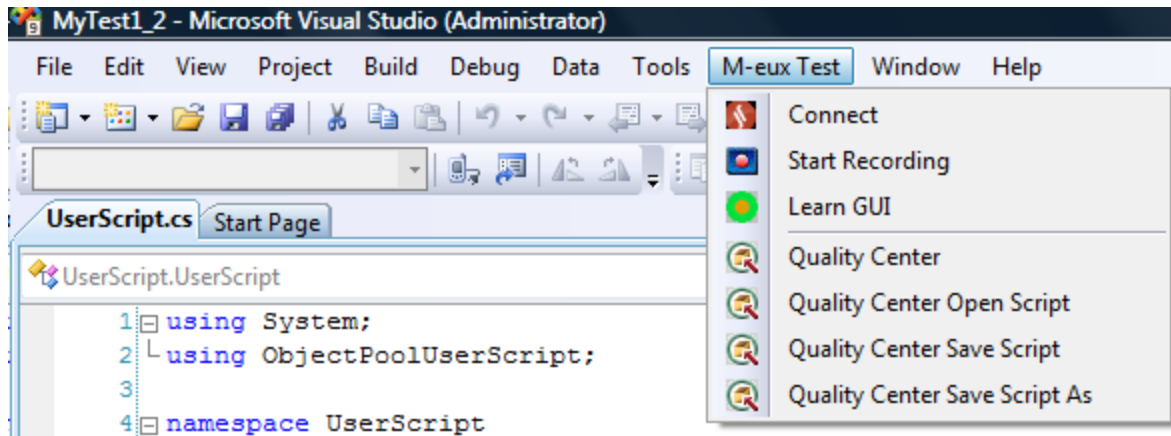 MyTest1_2 - Microsoft Visual Studio (Administrator)
File Edit View Project Build Debug Data Tools M-eux Test Window Help
Connect
Start Recording
Learn GUI
Quality Center
Quality Center Open Script
Quality Center Save Script
Quality Center Save Script As
UserScript.cs Start Page
UserScript.UserScript
1 using System;
2 using ObjectPoolUserScript;
3
4 namespace UserScript